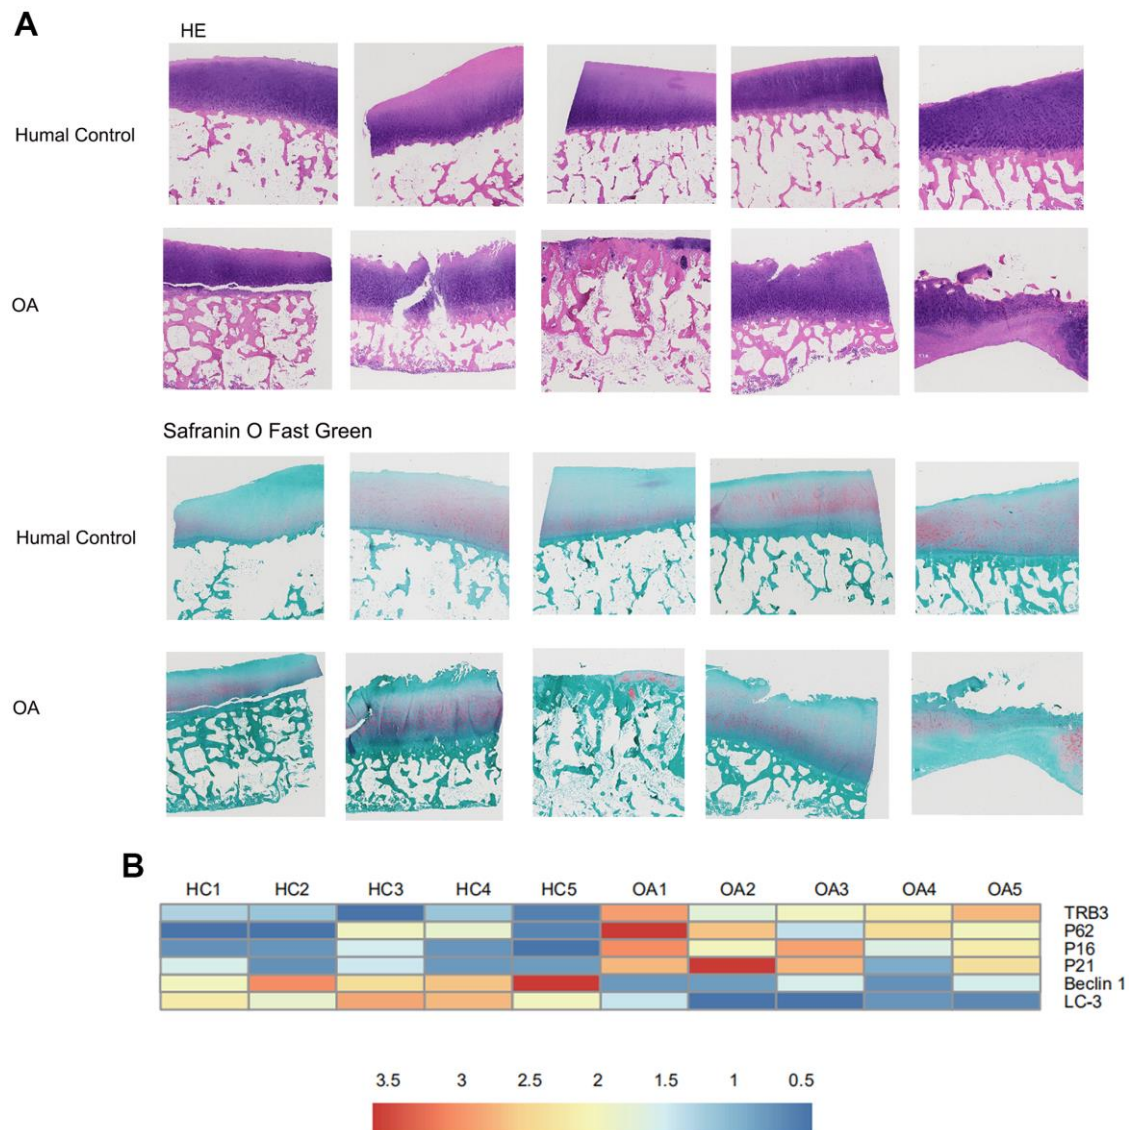 A
HE
Humal Control
OA
Safranin O Fast Green
Humal Control
OA
B
HC1 HC2 HC3 HC4 HC5 OA1 OA2 OA3 OA4 OA5
TRB3
P62
P16
P21
Beclin 1
LC-3
3.5 3 2.5 2 1.5 1 0.5